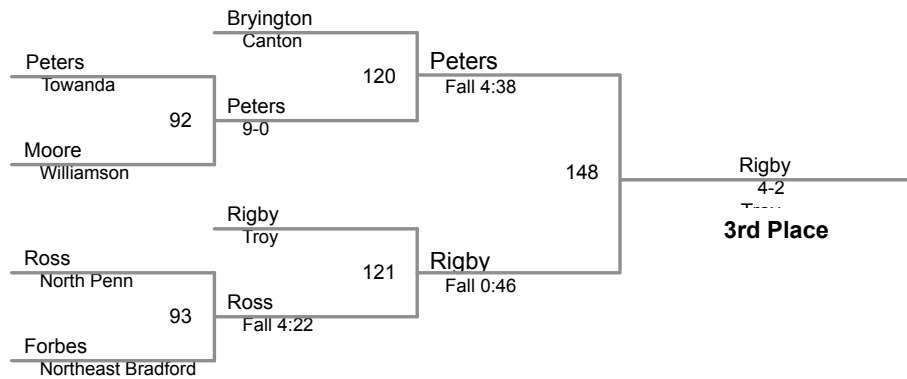 Bryington
Canton
Peters
Towanda
120
Peters
Fall 4:38
92
Peters
9-0
Moore
Williamson
148
Rigby
4-2
3rd Place
Rigby
Troy
Ross
North Penn
121
Rigby
Fall 0:46
93
Ross
Fall 4:22
Forbes
Northeast Bradford